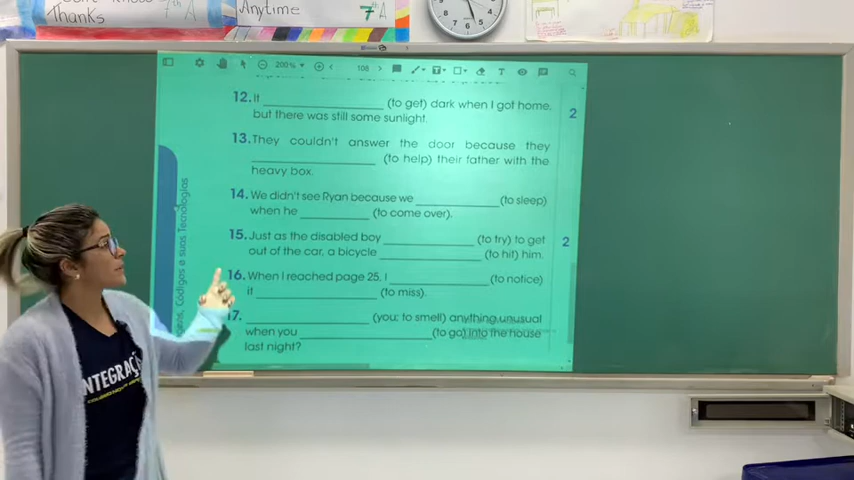 Thanks
7th A
Anytime
7th A
200%
108
12. It ____________ (to get) dark when I got home,
but there was still some sunlight.
2
13. They couldn't answer the door because they
____________ (to help) their father with the
heavy box.
14. We didn't see Ryan because we ____________ (to sleep)
when he ____________ (to come over).
15. Just as the disabled boy ____________ (to try) to get
2
out of the car, a bicycle ____________ (to hit) him.
16. When I reached page 25, I ____________ (to notice)
it ____________ (to miss).
17. ____________ (you; to smell) anything unusual
when you ____________ (to go) into the house
last night?
Códigos e suas Tecnologias